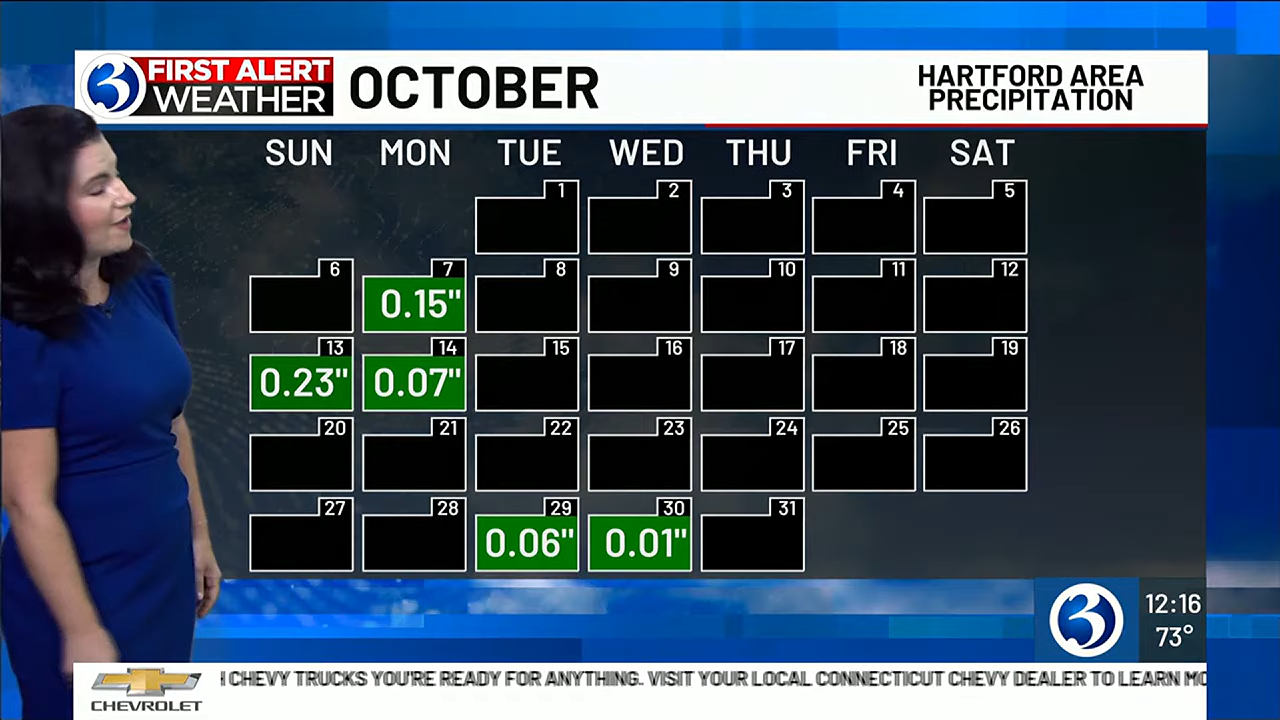 3 FIRST ALERT
WEATHER
OCTOBER
HARTFORD AREA
PRECIPITATION
SUN MON TUE WED THU FRI SAT
1 2 3 4 5
6 7 8 9 10 11 12
0.15"
13 14 15 16 17 18 19
0.23" 0.07"
20 21 22 23 24 25 26
27 28 29 30 31
0.06" 0.01"
3
12:16
73°
CHEVROLET
CHEVY TRUCKS YOU'RE READY FOR ANYTHING. VISIT YOUR LOCAL CONNECTICUT CHEVY DEALER TO LEARN